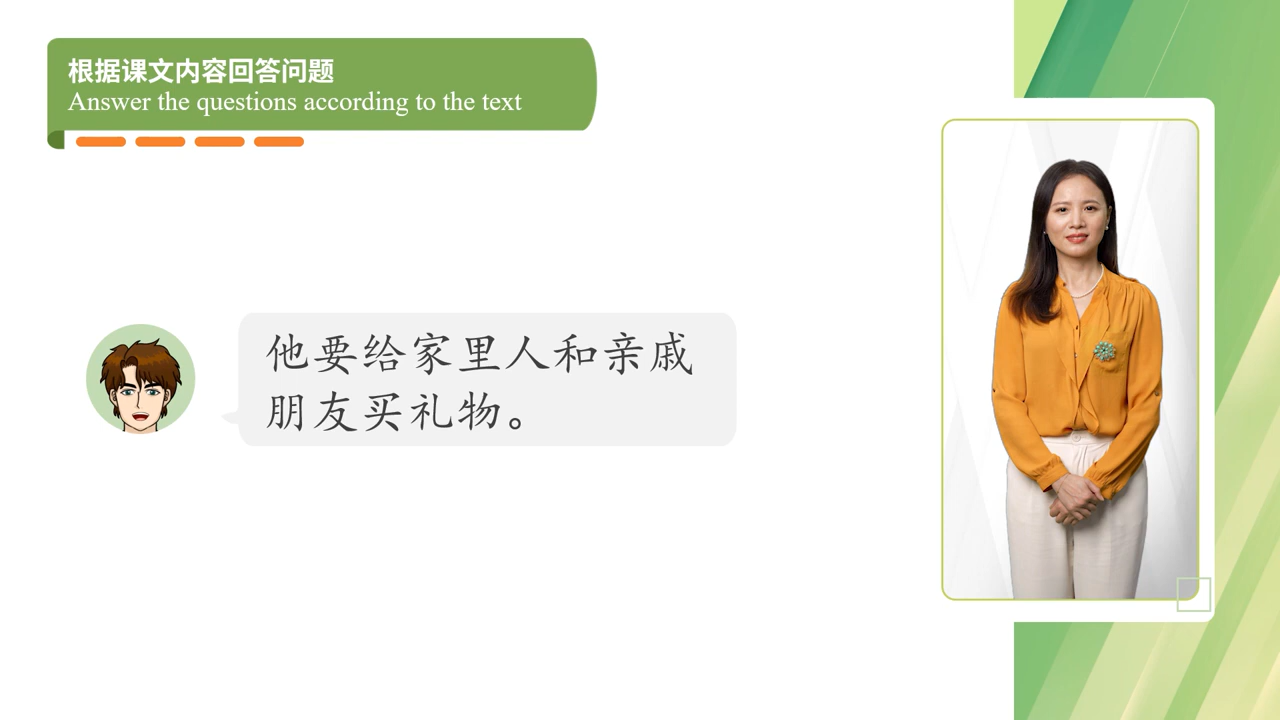 根据课文内容回答问题
Answer the questions according to the text
他要给家里人和亲戚
朋友买礼物。